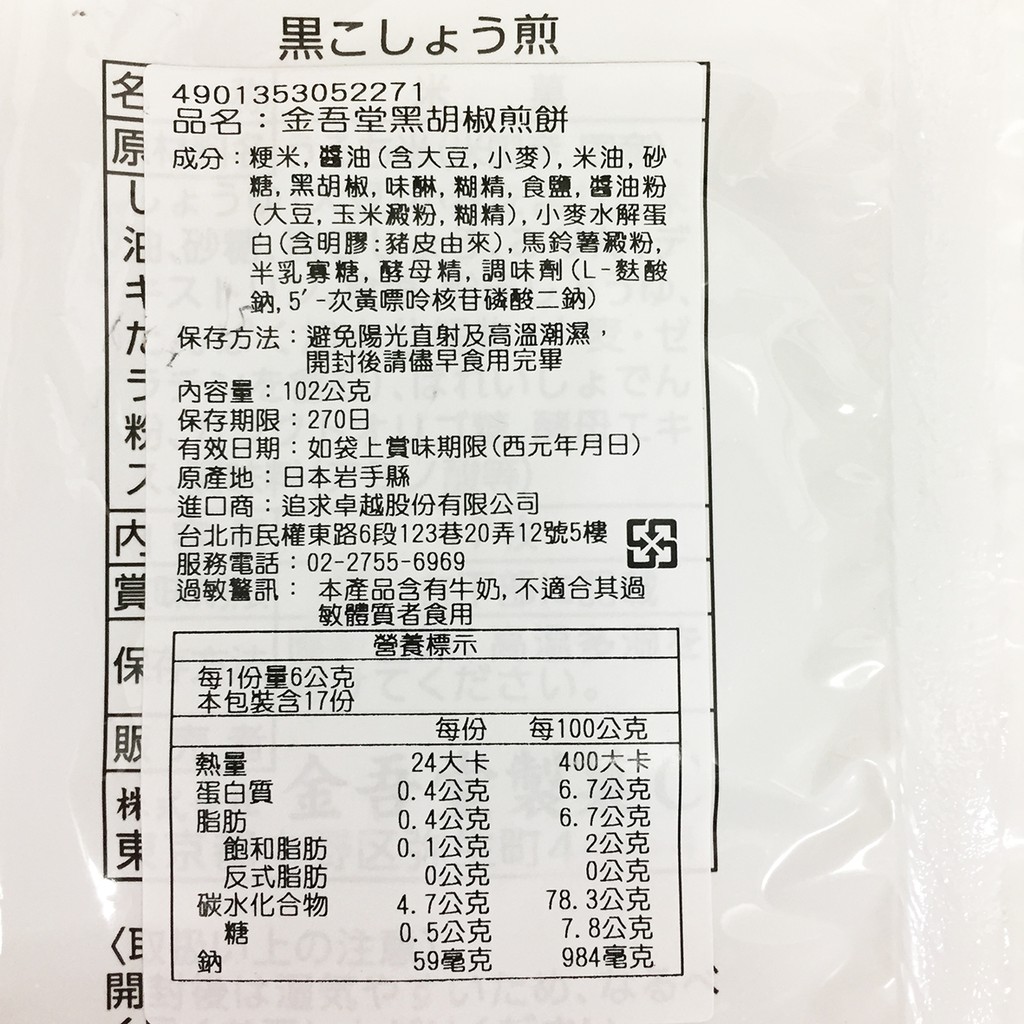 黒こしょう煎
4901353052271
品名：金吾堂黑胡椒煎餅
成分：粳米, 醬油(含大豆, 小麥), 米油, 砂
糖, 黑胡椒, 味醂, 糊精, 食鹽, 醬油粉
(大豆, 玉米澱粉, 糊精), 小麥水解蛋
白(含明膠:豬皮由來), 馬鈴薯澱粉,
半乳寡糖, 酵母精, 調味劑(L-麩酸
鈉, 5'-次黃嘌呤核苷磷酸二鈉)
保存方法：避免陽光直射及高溫潮濕，
開封後請儘早食用完畢
內容量：102公克
保存期限：270日
有效日期：如袋上賞味期限(西元年月日)
原產地：日本岩手縣
進口商：追求卓越股份有限公司
台北市民權東路6段123巷20弄12號5樓
服務電話：02-2755-6969
過敏警訊： 本產品含有牛奶, 不適合其過
敏體質者食用
營養標示
每1份量6公克
本包裝含17份
每份 每100公克
熱量 24大卡 400大卡
蛋白質 0.4公克 6.7公克
脂肪 0.4公克 6.7公克
飽和脂肪 0.1公克 2公克
反式脂肪 0公克 0公克
碳水化合物 4.7公克 78.3公克
糖 0.5公克 7.8公克
鈉 59毫克 984毫克
名
原
し
油
キ
た
ラ
粉
ス
内
賞
保
販
株
東
〈取
開